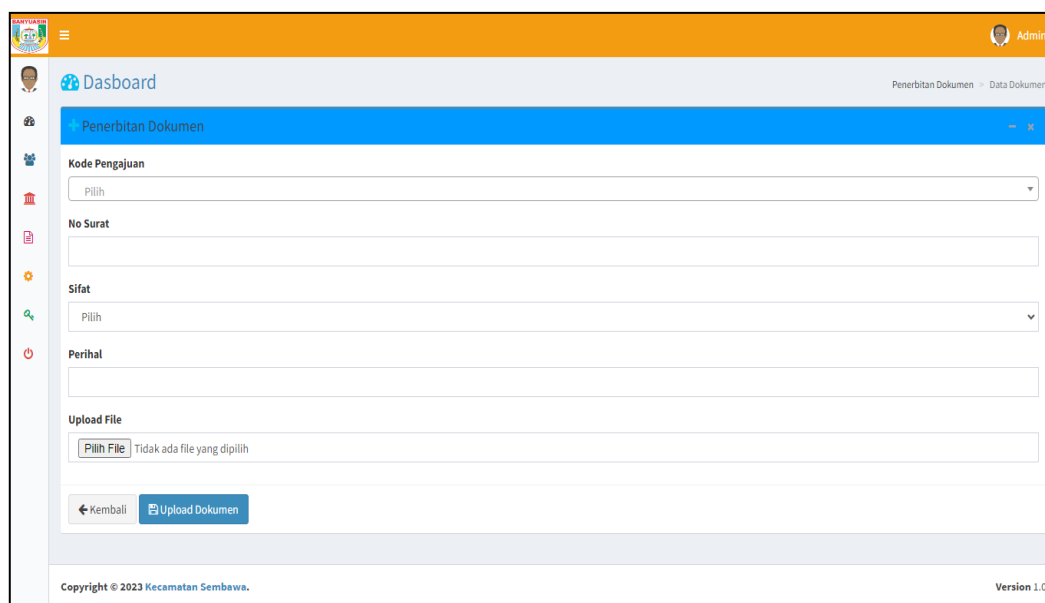 BANYUASIN
Admin
Dasboard
Penerbitan Dokumen > Data Dokumen
Penerbitan Dokumen
Kode Pengajuan
Pilih
No Surat
Sifat
Pilih
Perihal
Upload File
Pilih File Tidak ada file yang dipilih
Kembali Upload Dokumen
Copyright © 2023 Kecamatan Sembawa. Version 1.0